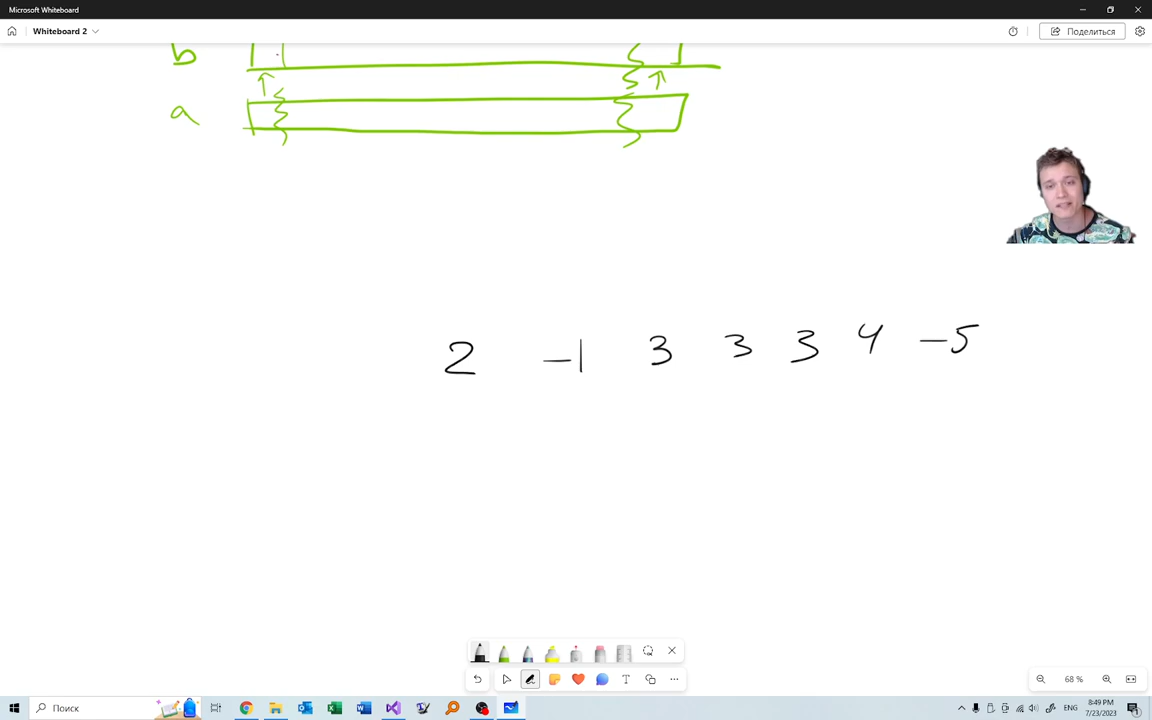 Microsoft Whiteboard
Whiteboard 2
Поделиться
b
a
2 -1 3 3 3 4 -5
68 %
Поиск
ENG
8:49 PM
7/23/2023